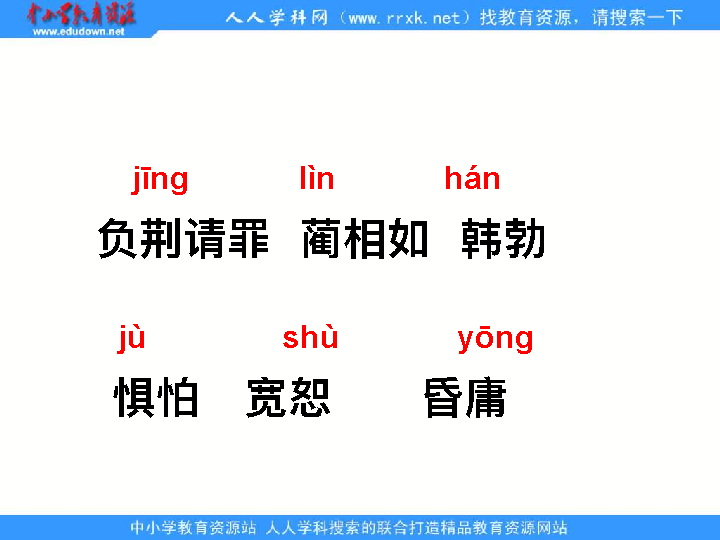 中小学教育资源
www.edudown.net
人人学科网（www.rrxk.net）找教育资源，请搜索一下
jīng lìn hán
负荆请罪 蔺相如 韩勃
jù shù yōng
惧怕 宽恕 昏庸
中小学教育资源站 人人学科搜索的联合打造精品教育资源网站